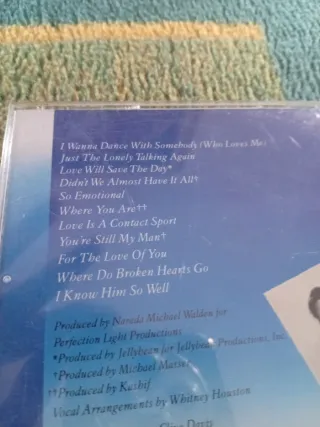 I Wanna Dance With Somebody (Who Loves Me)
Just The Lonely Talking Again
Love Will Save The Day*
Didn't We Almost Have It All†
So Emotional
Where You Are††
Love Is A Contact Sport
You're Still My Man†
For The Love Of You
Where Do Broken Hearts Go
I Know Him So Well
Produced by Narada Michael Walden for
Perfection Light Productions
*Produced by Jellybean for Jellybean Productions, Inc.
†Produced by Michael Masser
††Produced by Kashif
Vocal Arrangements by Whitney Houston
Clive Davis